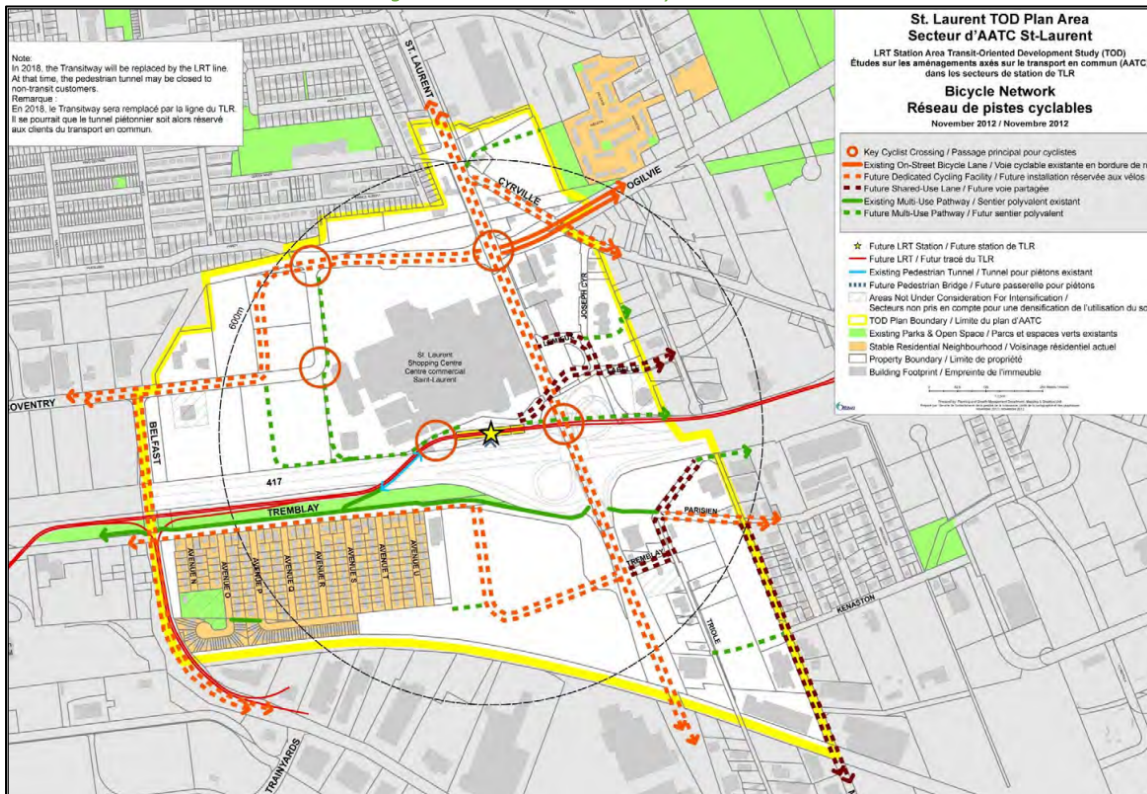 Note:
In 2018, the Transitway will be replaced by the LRT line.
At that time, the pedestrian tunnel may be closed to
non-transit customers.
Remarque :
En 2018, le Transitway sera remplacé par la ligne du TLR.
Il se pourrait que le tunnel piétonnier soit alors réservé
aux clients du transport en commun.
St. Laurent TOD Plan Area
Secteur d'AATC St-Laurent
LRT Station Area Transit-Oriented Development Study (TOD)
Études sur les aménagements axés sur le transport en commun (AATC
dans les secteurs de station de TLR
Bicycle Network
Réseau de pistes cyclables
November 2012 / Novembre 2012
Key Cyclist Crossing / Passage principal pour cyclistes
Existing On-Street Bicycle Lane / Voie cyclable existante en bordure de r
Future Dedicated Cycling Facility / Future installation réservée aux vélos
Future Shared-Use Lane / Future voie partagée
Existing Multi-Use Pathway / Sentier polyvalent existant
Future Multi-Use Pathway / Futur sentier polyvalent
Future LRT Station / Future station de TLR
Future LRT / Futur tracé du TLR
Existing Pedestrian Tunnel / Tunnel pour piétons existant
Future Pedestrian Bridge / Future passerelle pour piétons
Areas Not Under Consideration For Intensification /
Secteurs non pris en compte pour une densification de l'utilisation du so
TOD Plan Boundary / Limite du plan d'AATC
Existing Parks & Open Space / Parcs et espaces verts existants
Stable Residential Neighbourhood / Voisinage résidentiel actuel
Property Boundary / Limite de propriété
Building Footprint / Empreinte de l'immeuble
ST. LAURENT
CYRVILLE
OGILVIE
600m
JOSEPH CYR
St. Laurent
Shopping Centre
Centre commercial
Saint-Laurent
OVENTRY
BELFAST
417
TREMBLAY
PARISIEN
TREMBLAY
AVENUE N
AVENUE O
AVENUE P
AVENUE Q
AVENUE R
AVENUE S
AVENUE T
AVENUE U
KENASTON
TRIOLE
TRAINYARDS